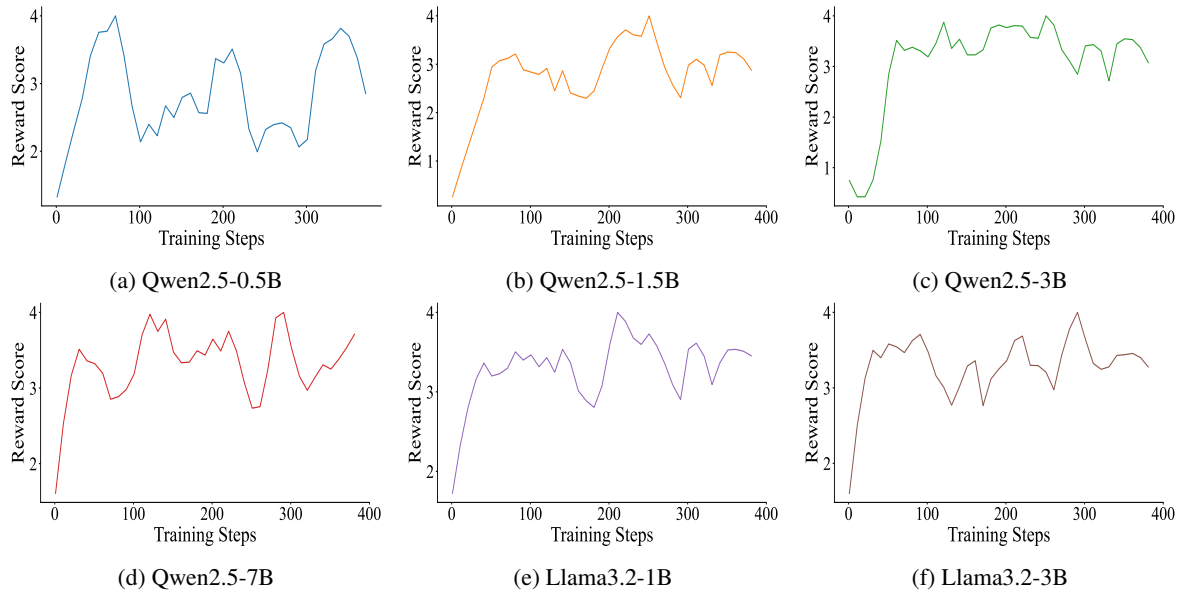 Reward Score
4
3
2
0
100
200
300
Training Steps
(a) Qwen2.5-0.5B
Reward Score
4
3
2
1
0
100
200
300
400
Training Steps
(b) Qwen2.5-1.5B
Reward Score
4
3
2
1
0
100
200
300
400
Training Steps
(c) Qwen2.5-3B
Reward Score
4
3
2
0
100
200
300
400
Training Steps
(d) Qwen2.5-7B
Reward Score
4
3
2
0
100
200
300
400
Training Steps
(e) Llama3.2-1B
Reward Score
4
3
2
0
100
200
300
400
Training Steps
(f) Llama3.2-3B